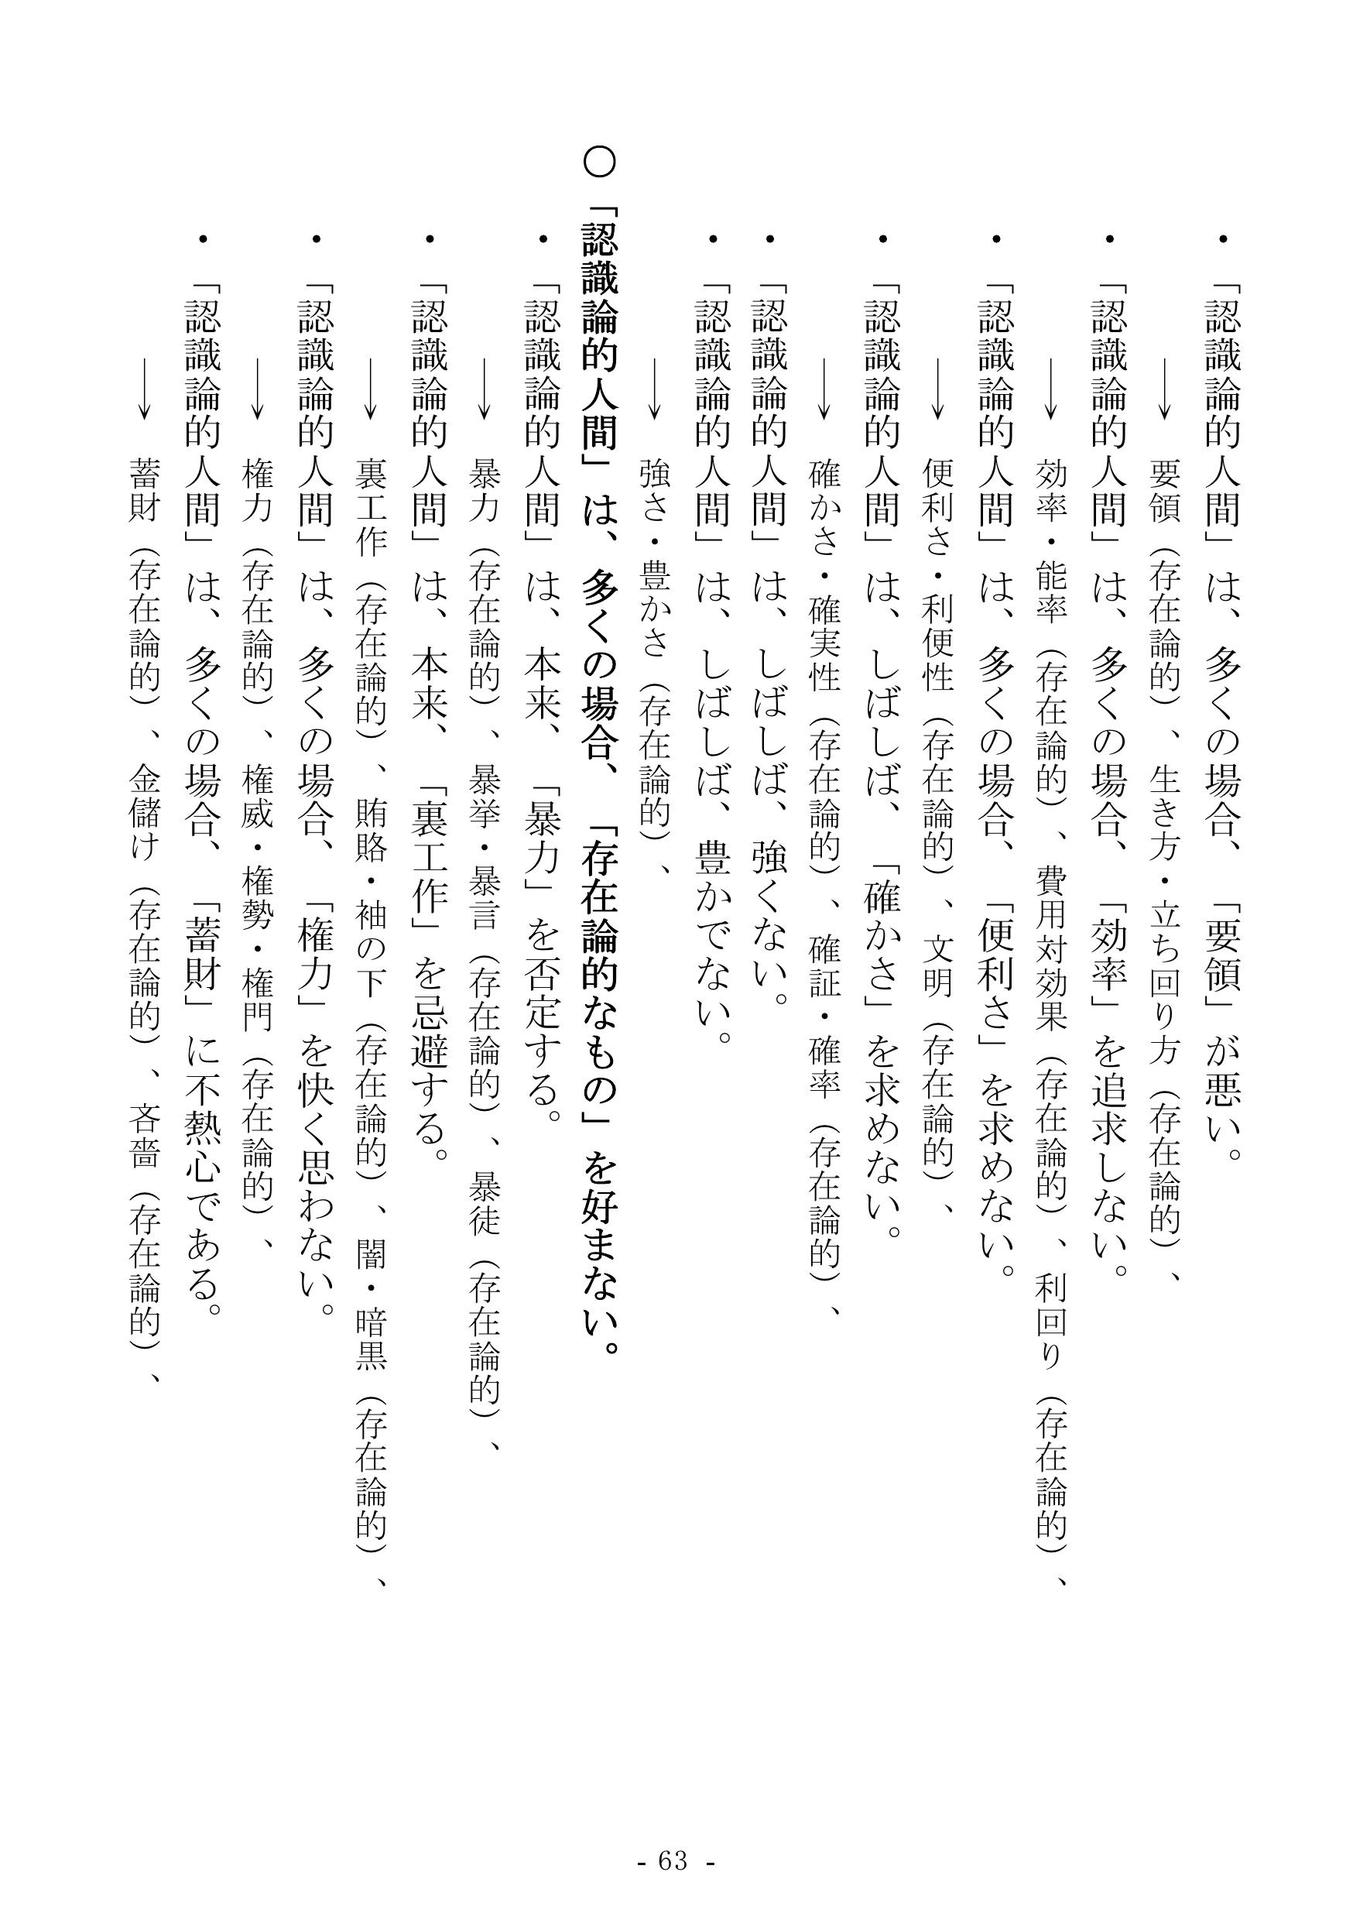 ・「認識論的人間」は、多くの場合、「要領」が悪い。
→ 要領（存在論的）、生き方・立ち回り方（存在論的）、
・「認識論的人間」は、多くの場合、「効率」を追求しない。
→ 効率・能率（存在論的）、費用対効果（存在論的）、利回り（存在論的）、
・「認識論的人間」は、多くの場合、「便利さ」を求めない。
→ 便利さ・利便性（存在論的）、文明（存在論的）、
・「認識論的人間」は、しばしば、「確かさ」を求めない。
→ 確かさ・確実性（存在論的）、確証・確率（存在論的）、
・「認識論的人間」は、しばしば、強くない。
・「認識論的人間」は、しばしば、豊かでない。
→ 強さ・豊かさ（存在論的）、
○「認識論的人間」は、多くの場合、「存在論的なもの」を好まない。
・「認識論的人間」は、本来、「暴力」を否定する。
→ 暴力（存在論的）、暴挙・暴言（存在論的）、暴徒（存在論的）、
・「認識論的人間」は、本来、「裏工作」を忌避する。
→ 裏工作（存在論的）、賄賂・袖の下（存在論的）、闇・暗黒（存在論的）、
・「認識論的人間」は、多くの場合、「権力」を快く思わない。
→ 権力（存在論的）、権威・権勢・権門（存在論的）、
・「認識論的人間」は、多くの場合、「蓄財」に不熱心である。
→ 蓄財（存在論的）、金儲け（存在論的）、吝嗇（存在論的）、
- 63 -